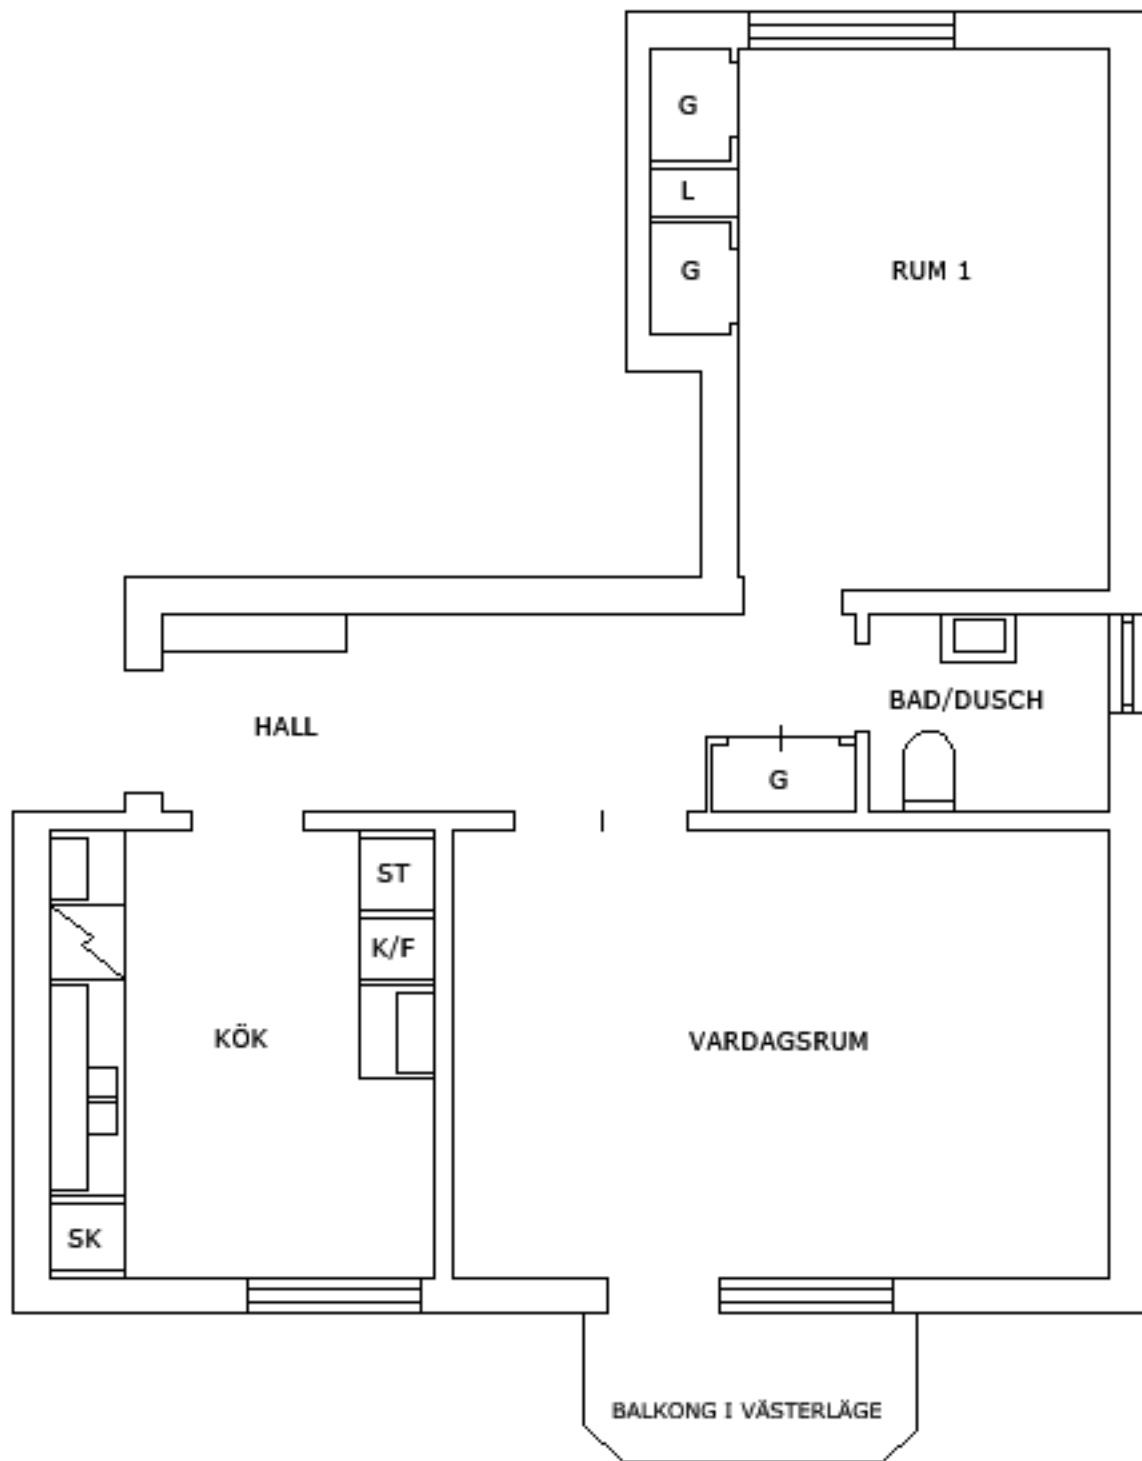 G
L
G
RUM 1
BAD/DUSCH
HALL
G
ST
K/F
KÖK
VARDAGSRUM
SK
BALKONG I VÄSTERLÄGE